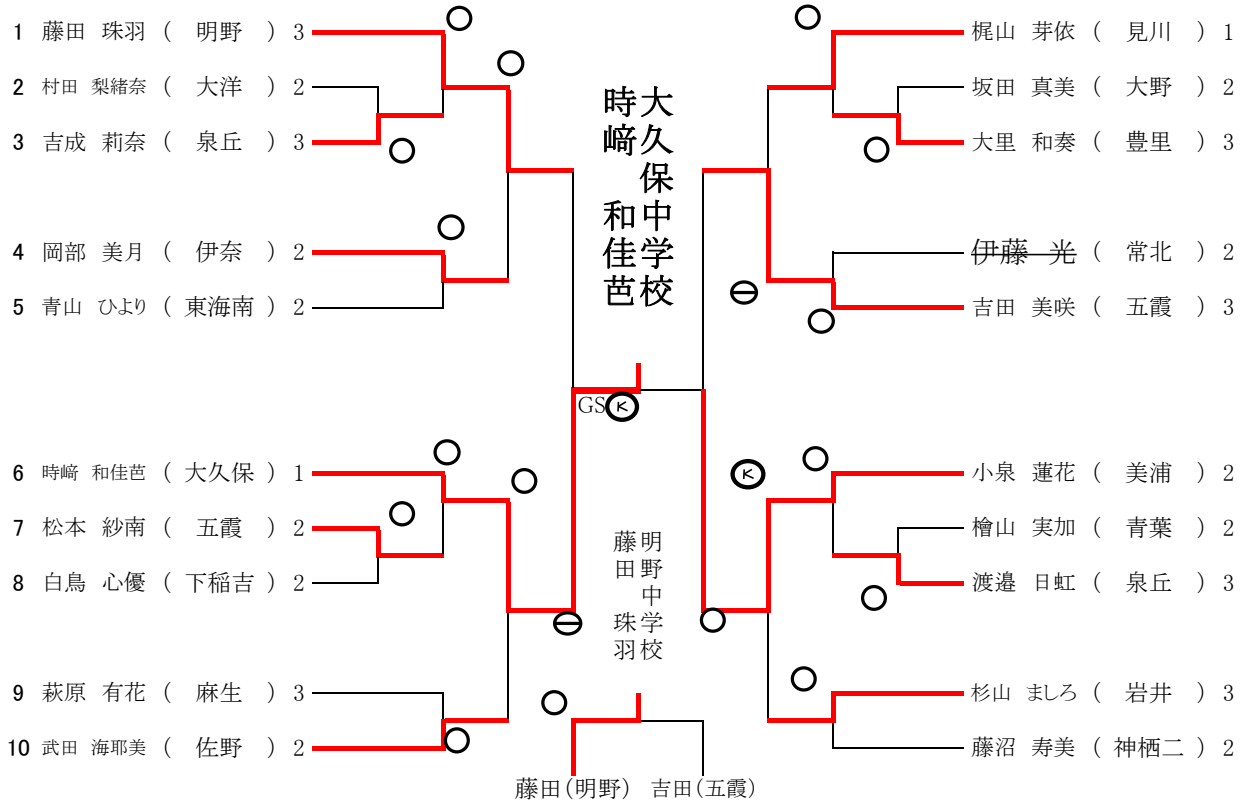 1 藤田 珠羽 ( 明野 ) 3
2 村田 梨緒奈 ( 大洋 ) 2
3 吉成 莉奈 ( 泉丘 ) 3
4 岡部 美月 ( 伊奈 ) 2
5 青山 ひより ( 東海南 ) 2
6 時﨑 和佳芭 ( 大久保 ) 1
7 松本 紗南 ( 五霞 ) 2
8 白鳥 心優 ( 下稲吉 ) 2
9 萩原 有花 ( 麻生 ) 3
10 武田 海耶美 ( 佐野 ) 2
大久保中学校
時﨑 和佳芭
GS K
K
明野中学校
藤田 珠羽
藤田(明野) 吉田(五霞)
梶山 芽依 ( 見川 ) 1
坂田 真美 ( 大野 ) 2
大里 和奏 ( 豊里 ) 3
伊藤 光 ( 常北 ) 2
吉田 美咲 ( 五霞 ) 3
小泉 蓮花 ( 美浦 ) 2
檜山 実加 ( 青葉 ) 2
渡邉 日虹 ( 泉丘 ) 3
杉山 ましろ ( 岩井 ) 3
藤沼 寿美 ( 神栖二 ) 2